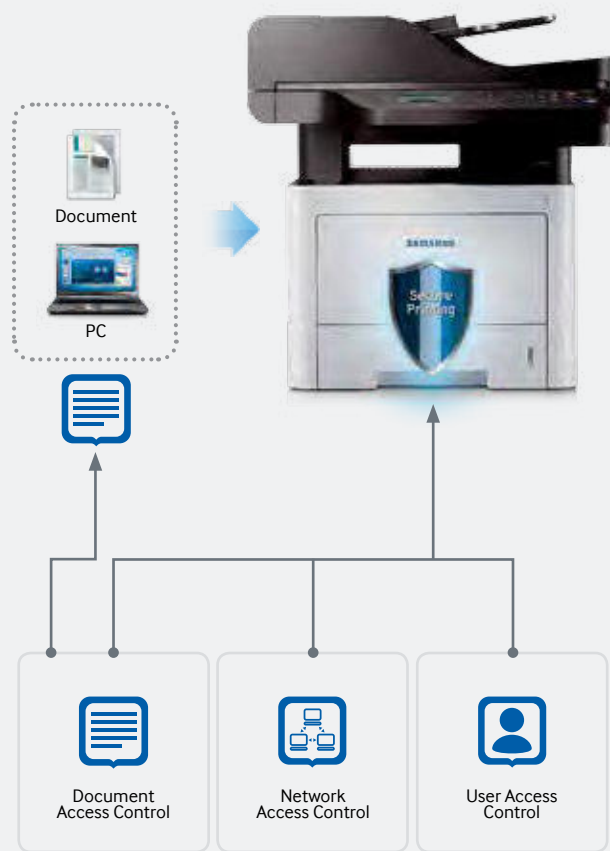 Document
PC
SAMSUNG
Secure
Printing
Document
Access Control
Network
Access Control
User Access
Control